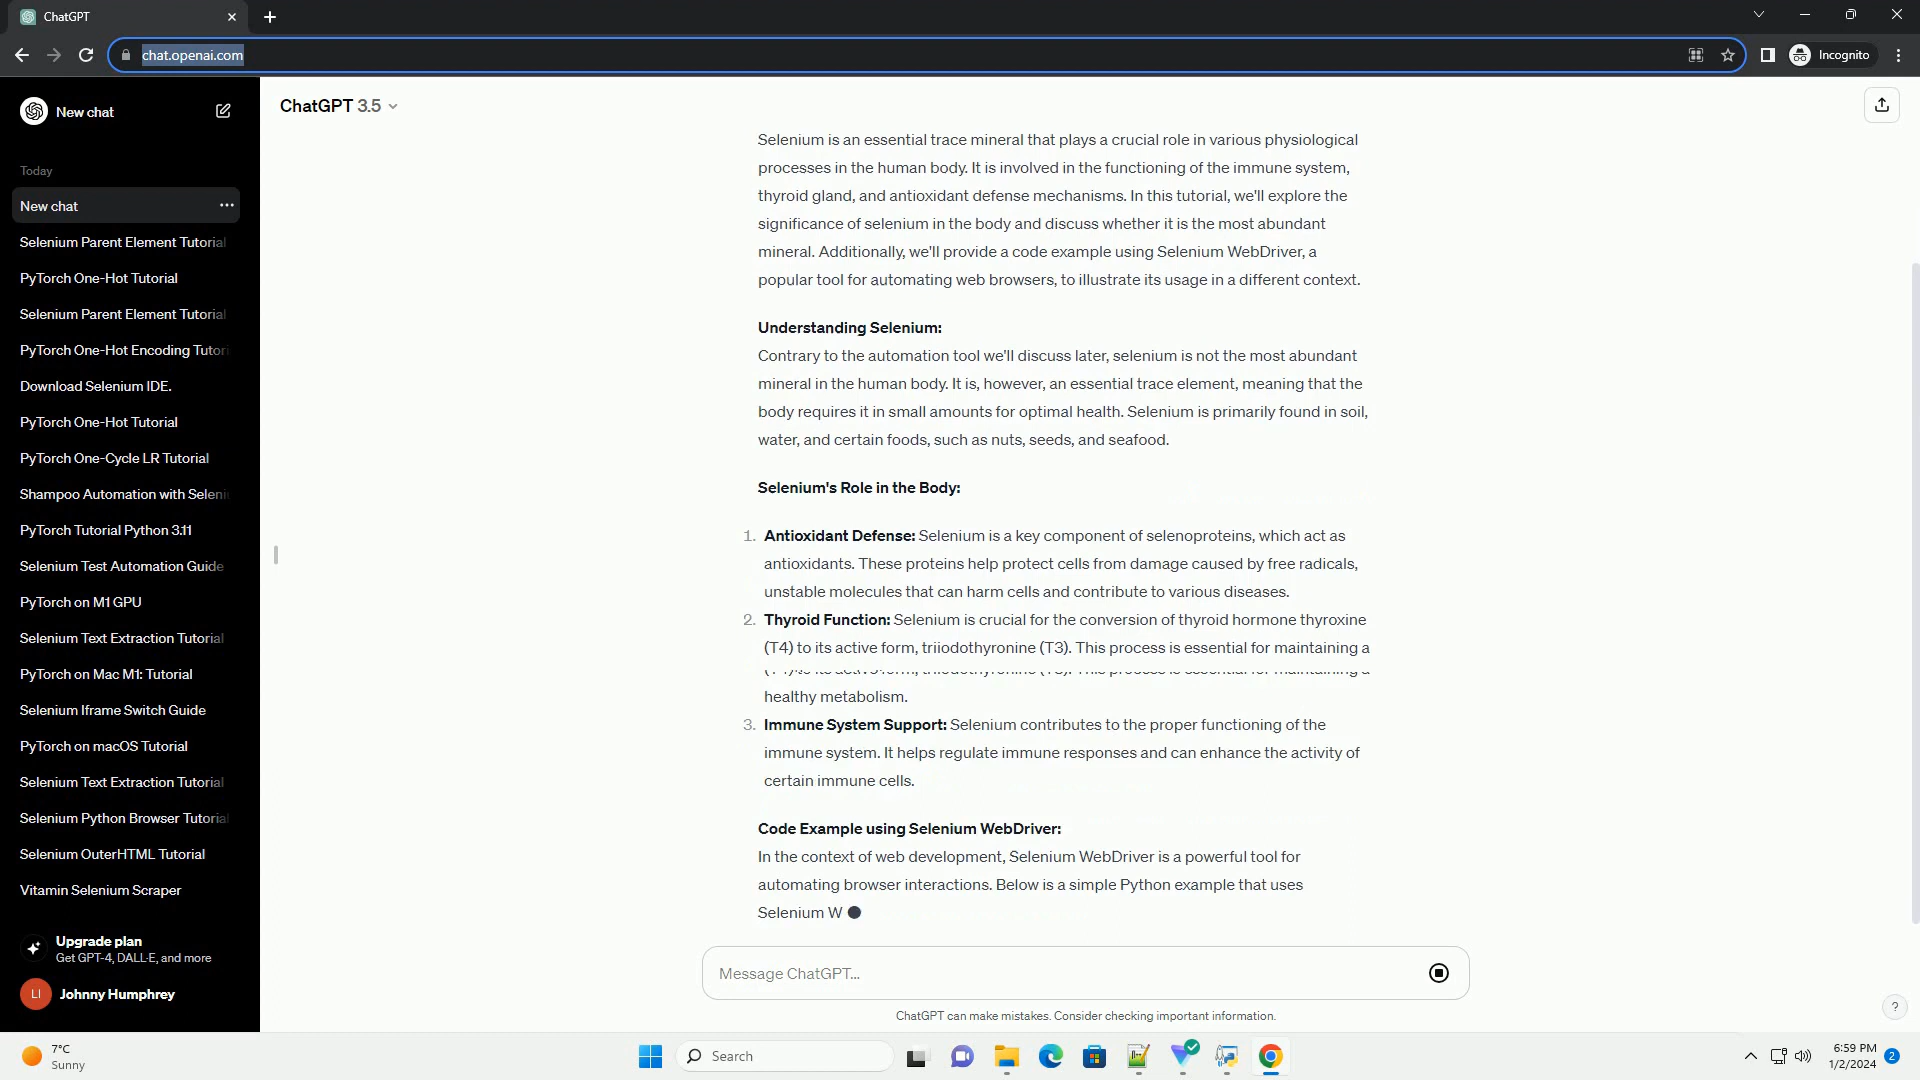 ChatGPT
chat.openai.com
Incognito
New chat
Today
New chat
Selenium Parent Element Tutorial
PyTorch One-Hot Tutorial
Selenium Parent Element Tutorial
PyTorch One-Hot Encoding Tutori
Download Selenium IDE.
PyTorch One-Hot Tutorial
PyTorch One-Cycle LR Tutorial
Shampoo Automation with Seleni
PyTorch Tutorial Python 3.11
Selenium Test Automation Guide
PyTorch on M1 GPU
Selenium Text Extraction Tutorial
PyTorch on Mac M1: Tutorial
Selenium Iframe Switch Guide
PyTorch on macOS Tutorial
Selenium Text Extraction Tutorial
Selenium Python Browser Tutorial
Selenium OuterHTML Tutorial
Vitamin Selenium Scraper
Upgrade plan
Get GPT-4, DALL·E, and more
LI
Johnny Humphrey
ChatGPT 3.5
Selenium is an essential trace mineral that plays a crucial role in various physiological
processes in the human body. It is involved in the functioning of the immune system,
thyroid gland, and antioxidant defense mechanisms. In this tutorial, we'll explore the
significance of selenium in the body and discuss whether it is the most abundant
mineral. Additionally, we'll provide a code example using Selenium WebDriver, a
popular tool for automating web browsers, to illustrate its usage in a different context.
Understanding Selenium:
Contrary to the automation tool we'll discuss later, selenium is not the most abundant
mineral in the human body. It is, however, an essential trace element, meaning that the
body requires it in small amounts for optimal health. Selenium is primarily found in soil,
water, and certain foods, such as nuts, seeds, and seafood.
Selenium's Role in the Body:
1. Antioxidant Defense: Selenium is a key component of selenoproteins, which act as
antioxidants. These proteins help protect cells from damage caused by free radicals,
unstable molecules that can harm cells and contribute to various diseases.
2. Thyroid Function: Selenium is crucial for the conversion of thyroid hormone thyroxine
(T4) to its active form, triiodothyronine (T3). This process is essential for maintaining a
healthy metabolism.
3. Immune System Support: Selenium contributes to the proper functioning of the
immune system. It helps regulate immune responses and can enhance the activity of
certain immune cells.
Code Example using Selenium WebDriver:
In the context of web development, Selenium WebDriver is a powerful tool for
automating browser interactions. Below is a simple Python example that uses
Selenium W
Message ChatGPT...
ChatGPT can make mistakes. Consider checking important information.
?
7°C
Sunny
Search
6:59 PM
1/2/2024
2